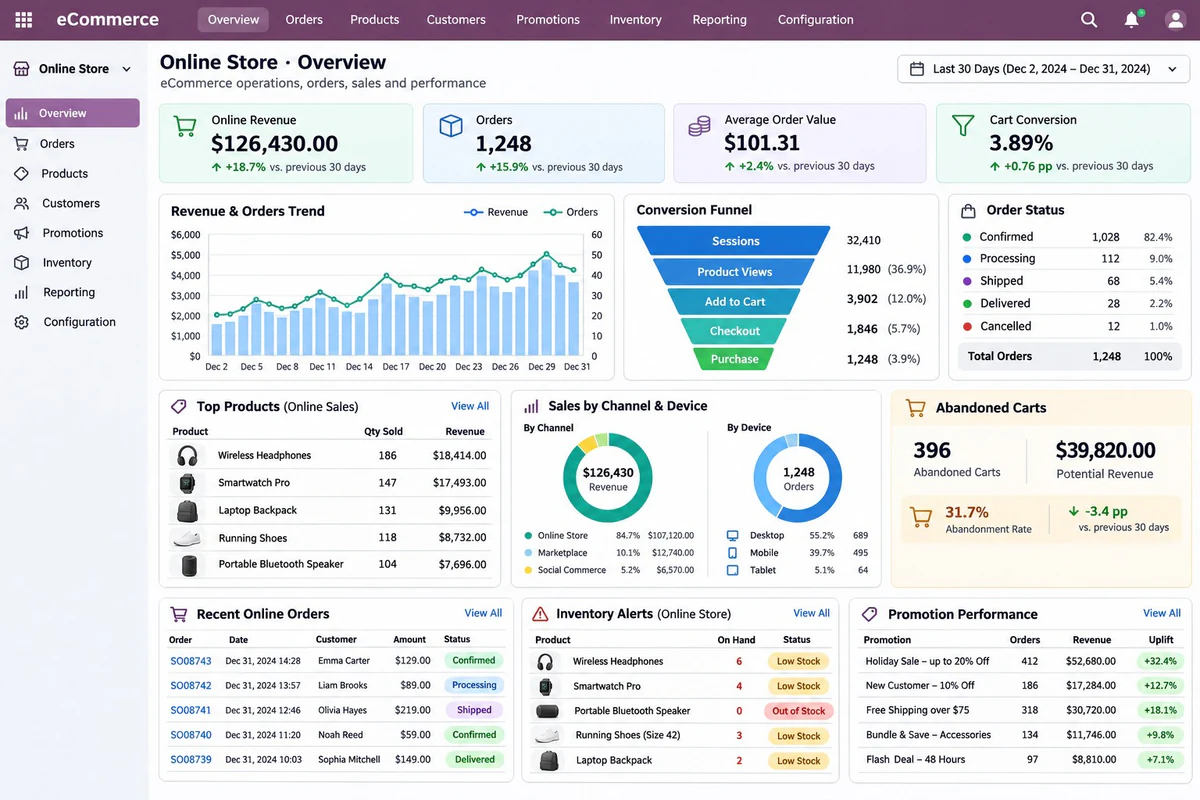 eCommerce
Overview
Orders
Products
Customers
Promotions
Inventory
Reporting
Configuration
Online Store
Overview
Orders
Products
Customers
Promotions
Inventory
Reporting
Configuration
Online Store · Overview
eCommerce operations, orders, sales and performance
Last 30 Days (Dec 2, 2024 – Dec 31, 2024)
Online Revenue
$126,430.00
+18.7% vs. previous 30 days
Orders
1,248
+15.9% vs. previous 30 days
Average Order Value
$101.31
+2.4% vs. previous 30 days
Cart Conversion
3.89%
+0.76 pp vs. previous 30 days
Revenue & Orders Trend
Revenue Orders
$6,000 60
$5,000 50
$4,000 40
$3,000 30
$2,000 20
$1,000 10
$0 0
Dec 2 Dec 5 Dec 8 Dec 11 Dec 14 Dec 17 Dec 20 Dec 23 Dec 26 Dec 29 Dec 31
Conversion Funnel
Sessions 32,410
Product Views 11,980 (36.9%)
Add to Cart 3,902 (12.0%)
Checkout 1,846 (5.7%)
Purchase 1,248 (3.9%)
Order Status
Confirmed 1,028 82.4%
Processing 112 9.0%
Shipped 68 5.4%
Delivered 28 2.2%
Cancelled 12 1.0%
Total Orders 1,248 100%
Top Products (Online Sales) View All
Product Qty Sold Revenue
Wireless Headphones 186 $18,414.00
Smartwatch Pro 147 $17,493.00
Laptop Backpack 131 $9,956.00
Running Shoes 118 $8,732.00
Portable Bluetooth Speaker 104 $7,696.00
Sales by Channel & Device
By Channel
$126,430
Revenue
Online Store 84.7% $107,120.00
Marketplace 10.1% $12,740.00
Social Commerce 5.2% $6,570.00
By Device
1,248
Orders
Desktop 55.2% 689
Mobile 39.7% 495
Tablet 5.1% 64
Abandoned Carts
396
Abandoned Carts
$39,820.00
Potential Revenue
31.7%
Abandonment Rate
-3.4 pp
vs. previous 30 days
Recent Online Orders View All
Order Date Customer Amount Status
SO08743 Dec 31, 2024 14:28 Emma Carter $129.00 Confirmed
SO08742 Dec 31, 2024 13:57 Liam Brooks $89.00 Processing
SO08741 Dec 31, 2024 12:46 Olivia Hayes $219.00 Shipped
SO08740 Dec 31, 2024 11:20 Noah Reed $59.00 Confirmed
SO08739 Dec 31, 2024 10:03 Sophia Mitchell $149.00 Delivered
Inventory Alerts (Online Store) View All
Product On Hand Status
Wireless Headphones 6 Low Stock
Smartwatch Pro 4 Low Stock
Portable Bluetooth Speaker 0 Out of Stock
Running Shoes (Size 42) 3 Low Stock
Laptop Backpack 2 Low Stock
Promotion Performance View All
Promotion Orders Revenue Uplift
Holiday Sale – up to 20% Off 412 $52,680.00 +32.4%
New Customer – 10% Off 186 $17,284.00 +12.7%
Free Shipping over $75 318 $30,720.00 +18.1%
Bundle & Save – Accessories 134 $11,746.00 +9.8%
Flash Deal – 48 Hours 97 $8,810.00 +7.1%